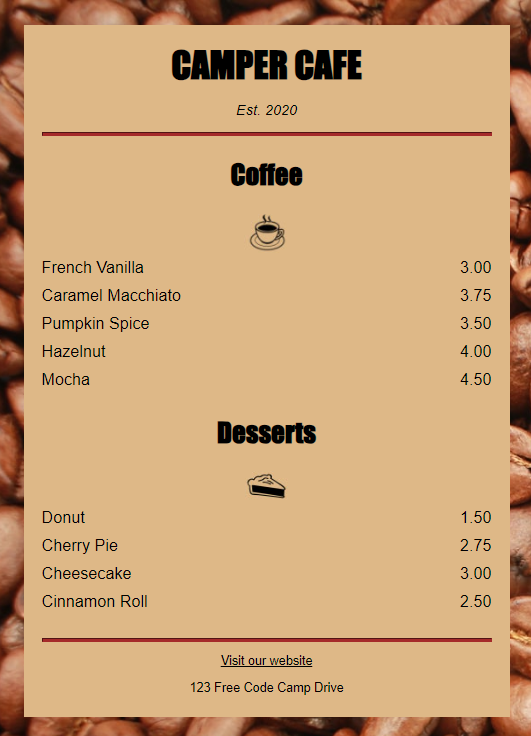 CAMPER CAFE
Est. 2020
Coffee
French Vanilla 3.00
Caramel Macchiato 3.75
Pumpkin Spice 3.50
Hazelnut 4.00
Mocha 4.50
Desserts
Donut 1.50
Cherry Pie 2.75
Cheesecake 3.00
Cinnamon Roll 2.50
Visit our website
123 Free Code Camp Drive